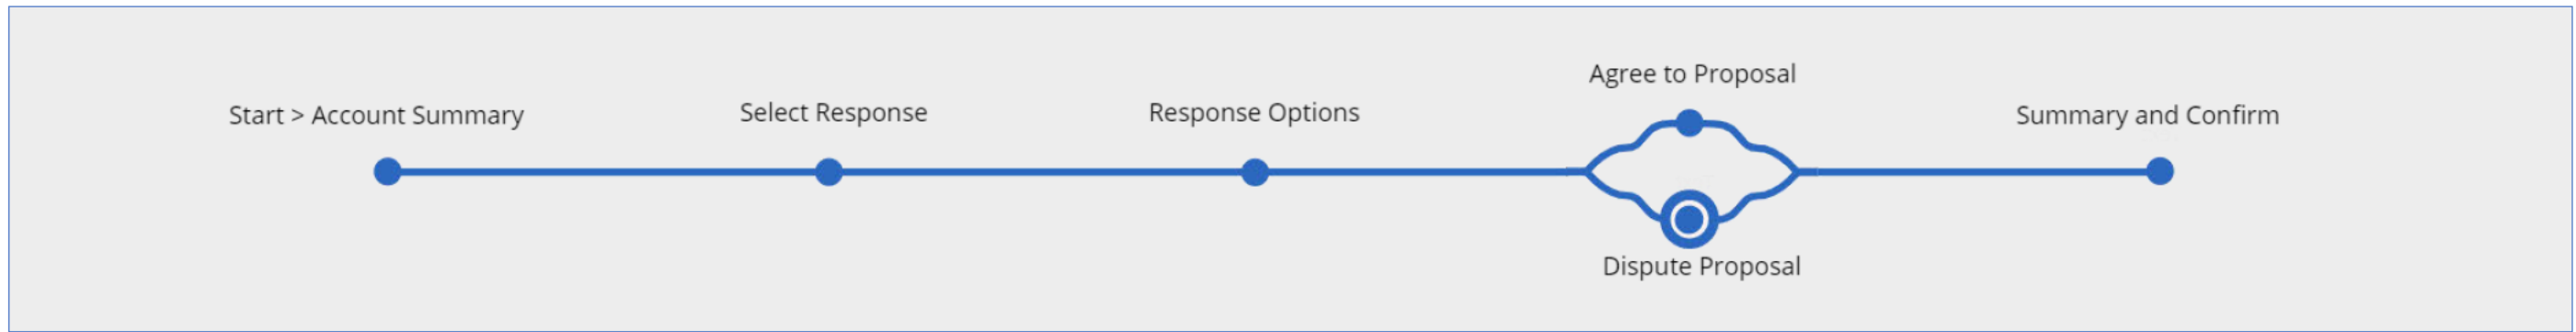 Start > Account Summary
Select Response
Response Options
Agree to Proposal
Dispute Proposal
Summary and Confirm